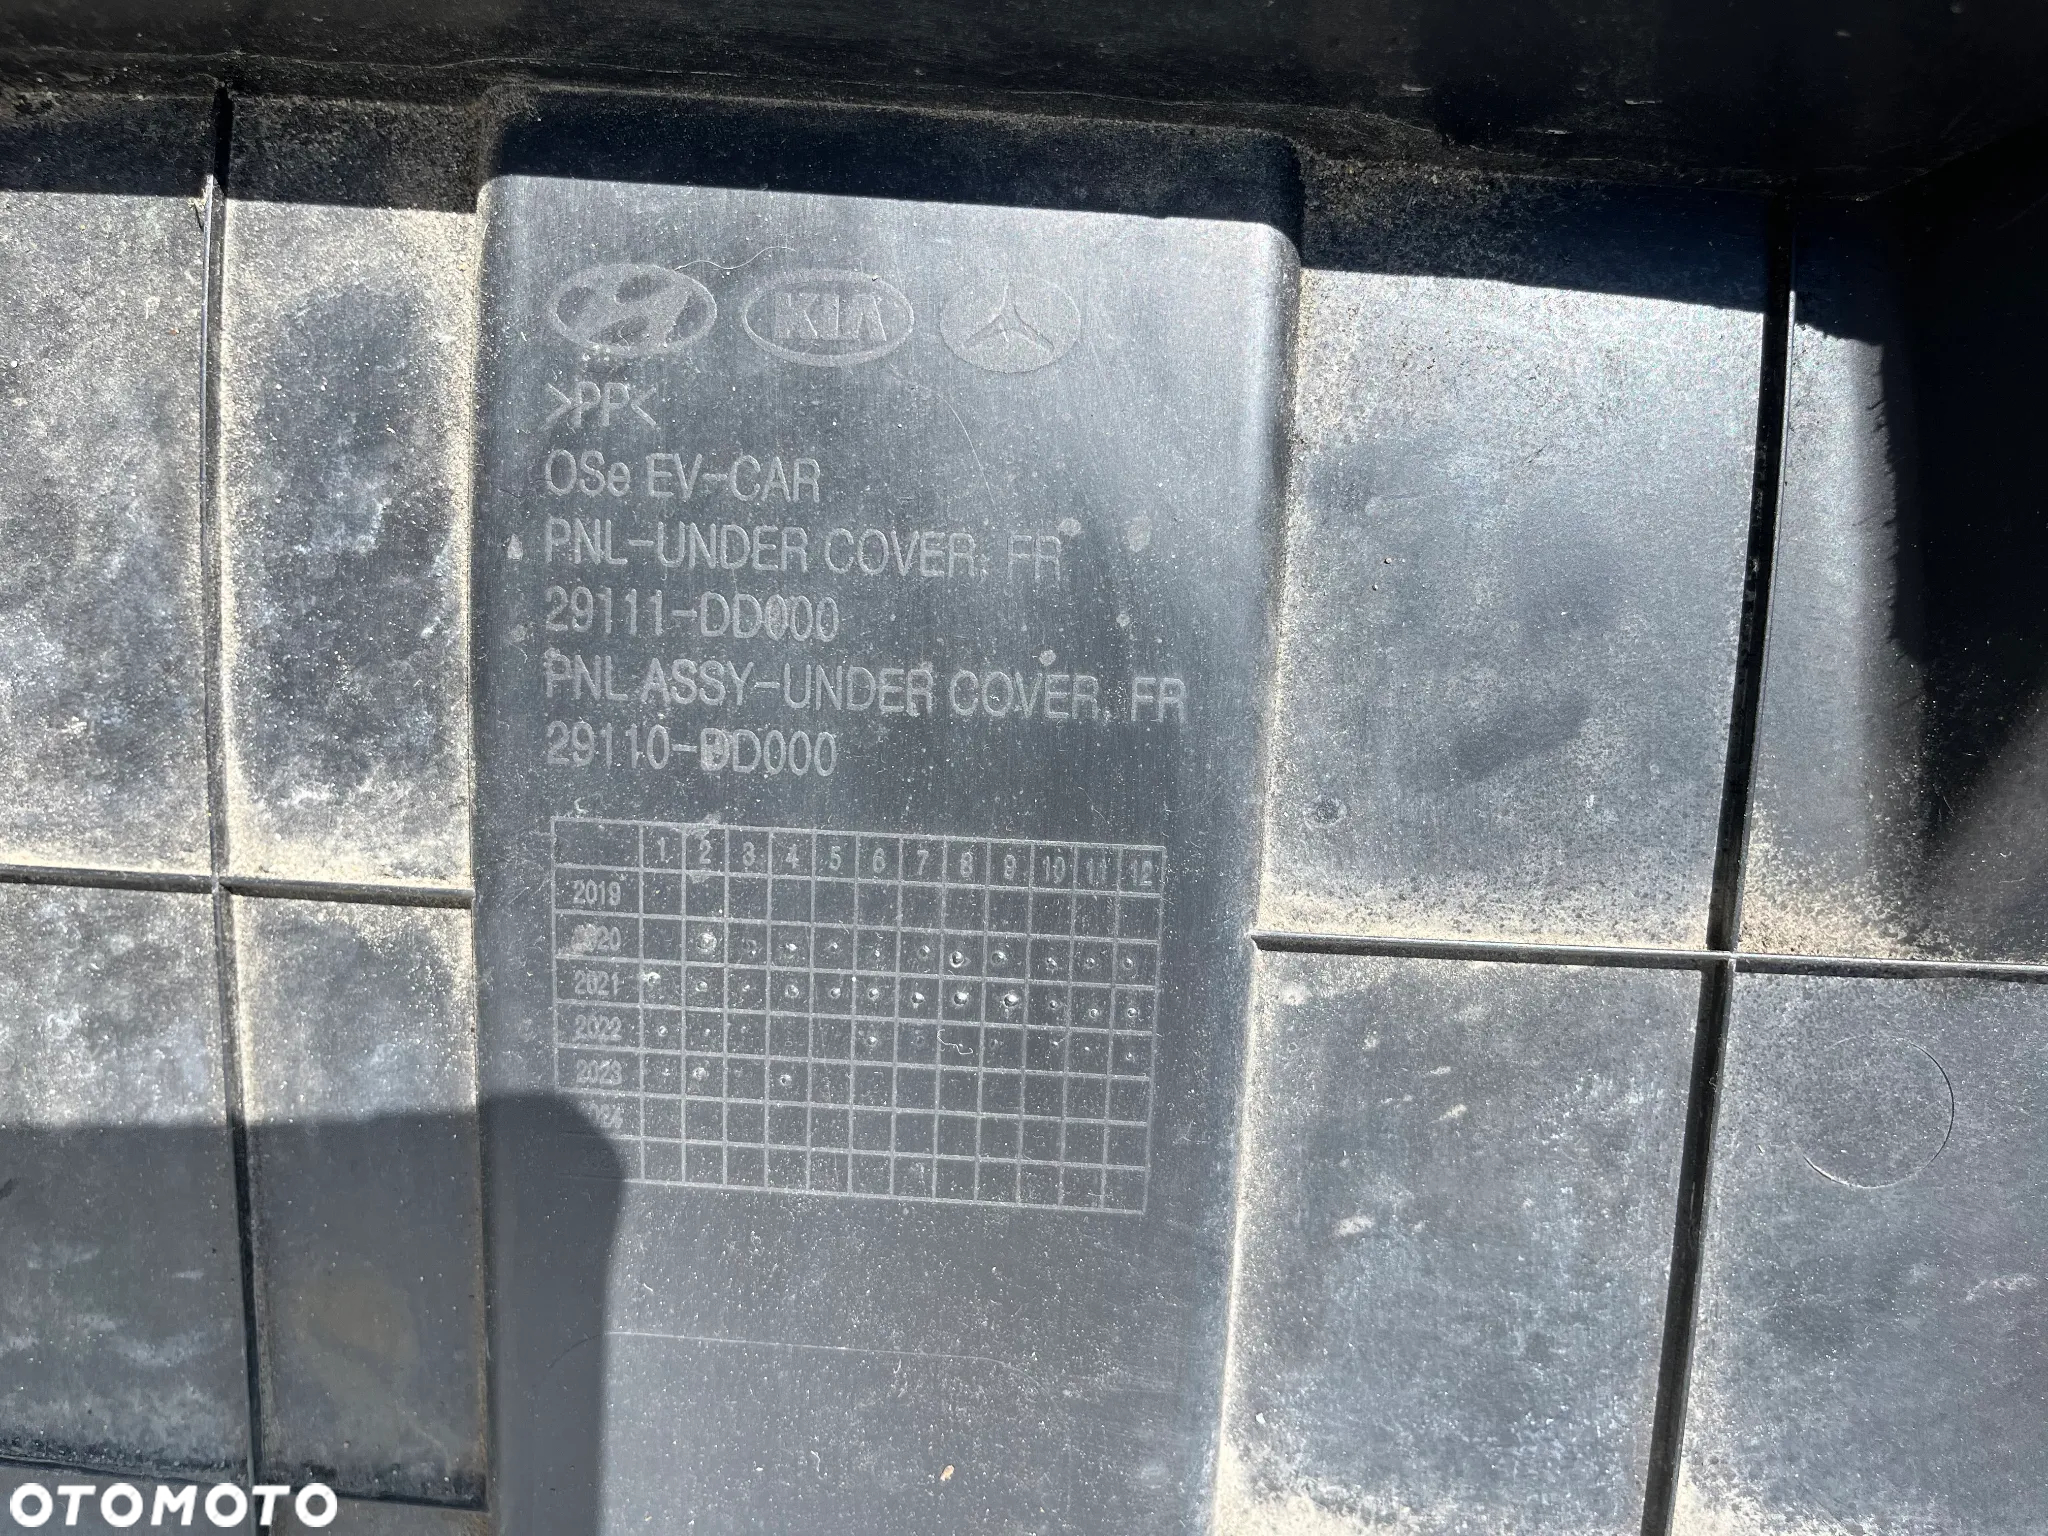 KIA
>PP<
OSe EV-CAR
PNL-UNDER COVER, FR
29111-DD000
PNL ASSY-UNDER COVER, FR
29110-DD000
1 2 3 4 5 6 7 8 9 10 11 12
2019
2020
2021
2022
2023
OTOMOTO